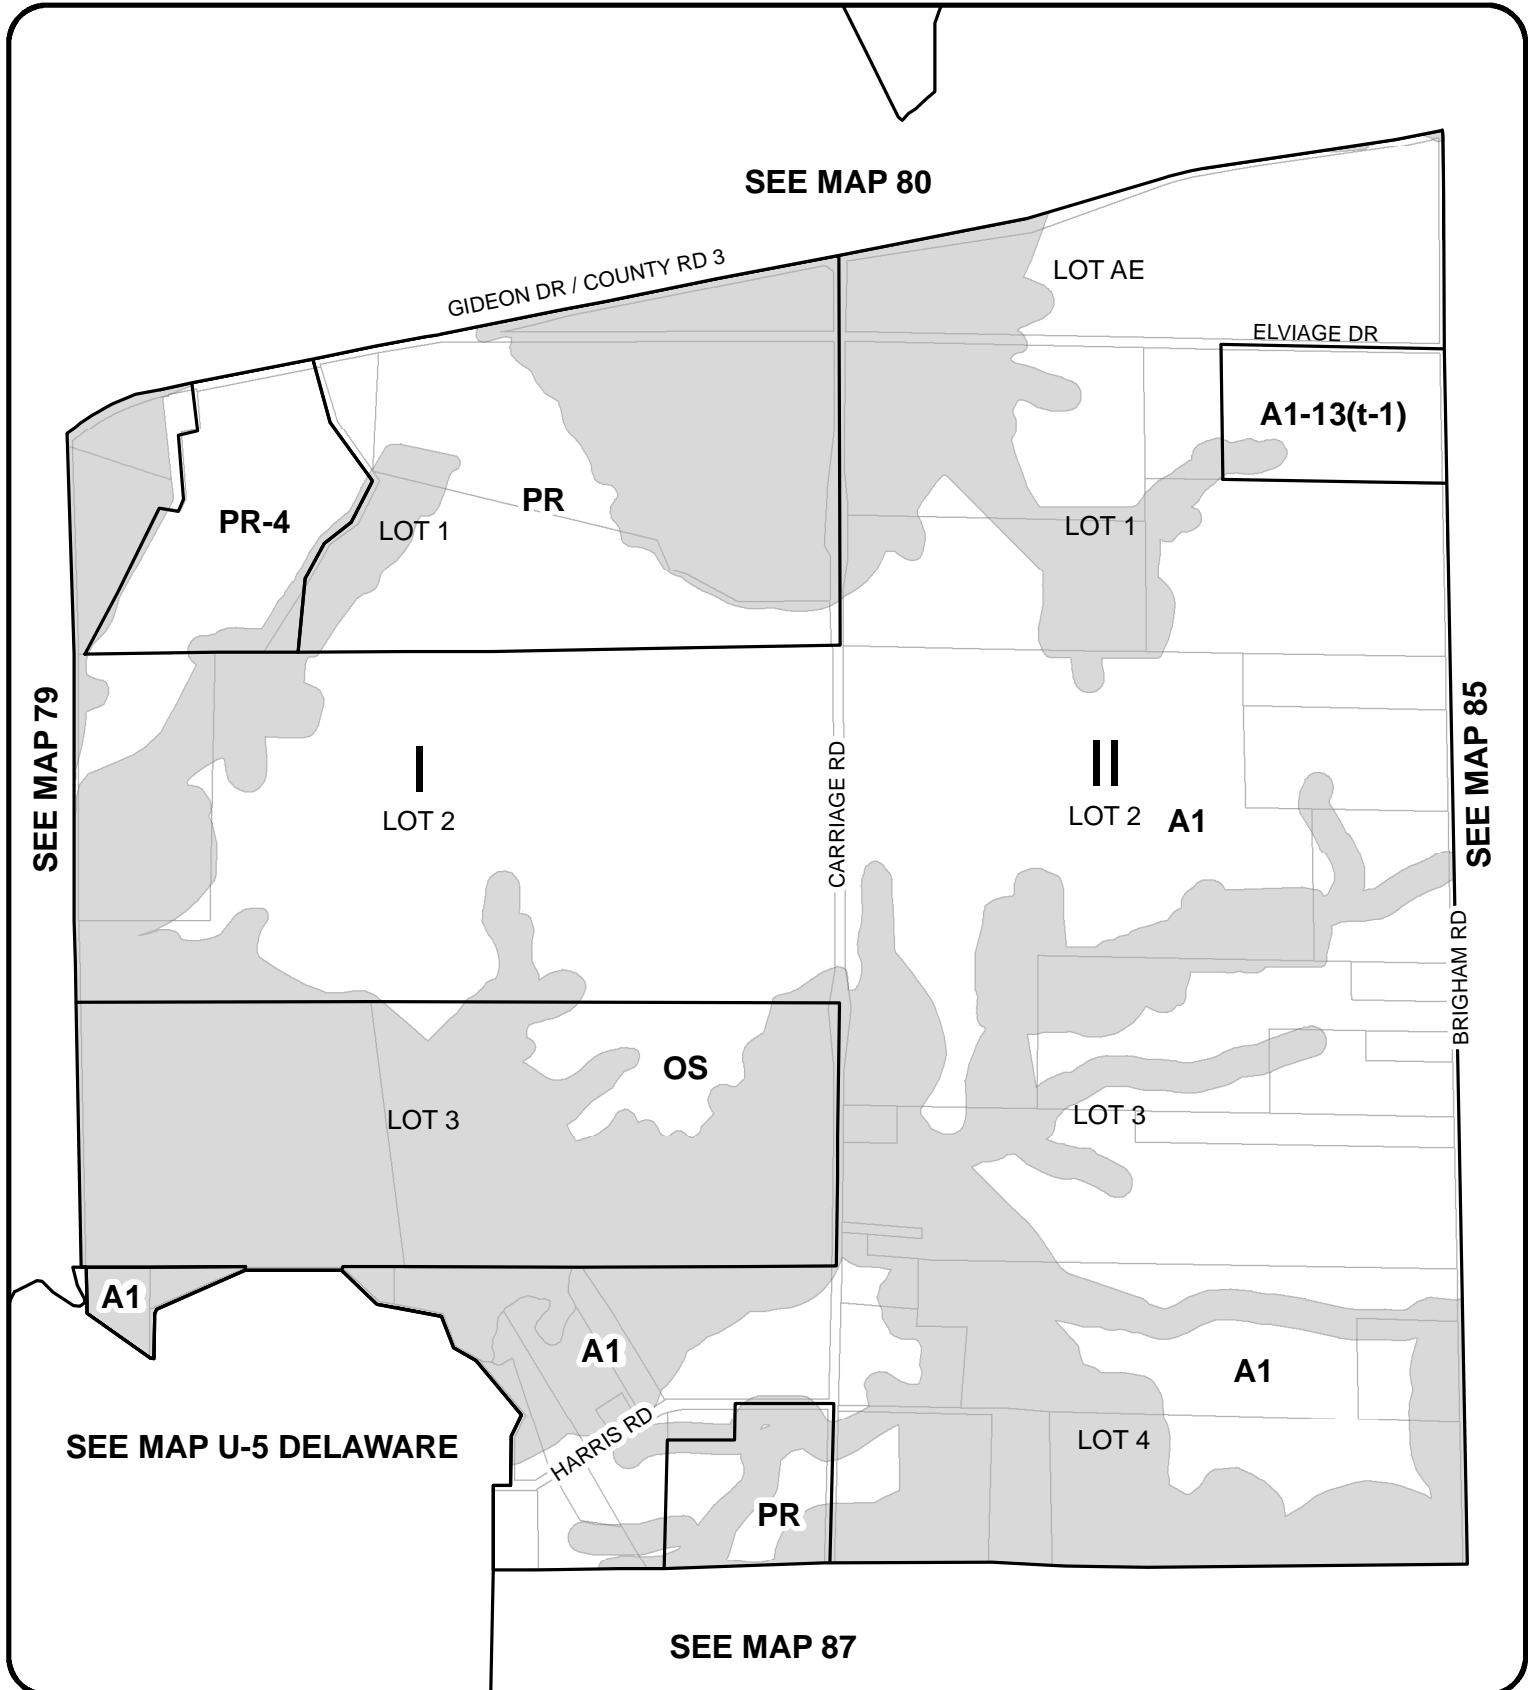 SEE MAP 80
GIDEON DR / COUNTY RD 3
LOT AE
ELVIAGE DR
A1-13(t-1)
PR-4
LOT 1
PR
LOT 1
SEE MAP 79
I
LOT 2
CARRIAGE RD
II
LOT 2
A1
SEE MAP 85
BRIGHAM RD
OS
LOT 3
LOT 3
A1
A1
A1
HARRIS RD
LOT 4
SEE MAP U-5 DELAWARE
PR
SEE MAP 87